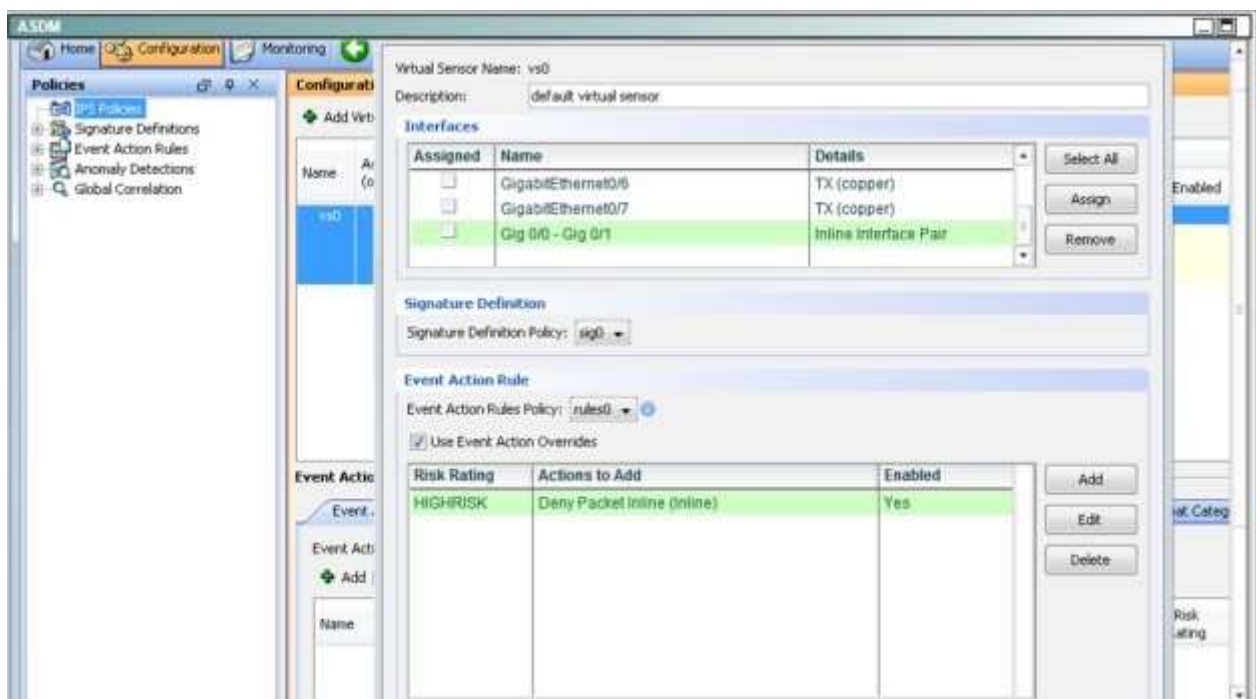 ASDM
Home Configuration Monitoring
Policies
IPS Policies
Signature Definitions
Event Action Rules
Anomaly Detections
Global Correlation
Configurati
Add Virt
Name
vs0
Virtual Sensor Name: vs0
Description: default virtual sensor
Interfaces
Assigned Name Details
GigabitEthernet0/6 TX (copper)
GigabitEthernet0/7 TX (copper)
Gig 0/0 - Gig 0/1 Inline Interface Pair
Select All
Assign
Remove
Enabled
Signature Definition
Signature Definition Policy: sig0
Event Action Rule
Event Action Rules Policy: rules0
Use Event Action Overrides
Risk Rating Actions to Add Enabled
HIGHRISK Deny Packet Inline (Inline) Yes
Add
Edit
Delete
Event Actio
Event
Event Acti
Add
Name
at Categ
Risk
ating